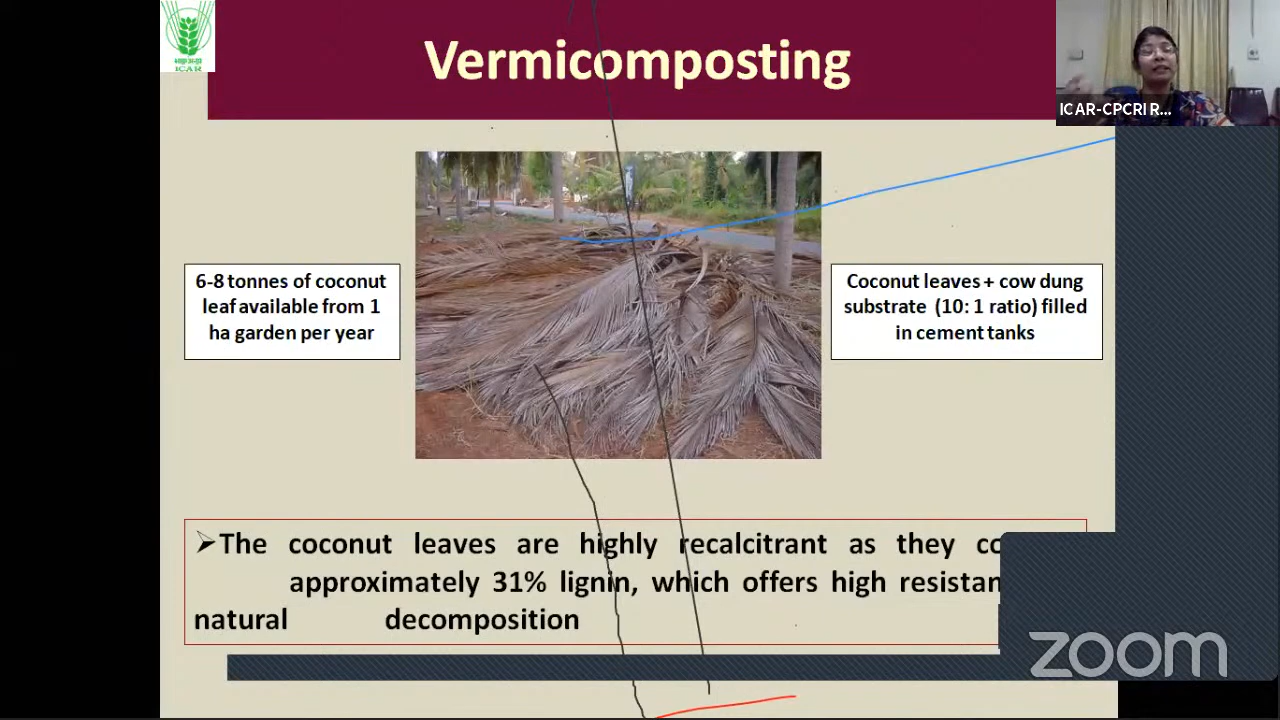 ICAR
Vermicomposting
ICAR-CPCRI R...
6-8 tonnes of coconut
leaf available from 1
ha garden per year
Coconut leaves + cow dung
substrate (10: 1 ratio) filled
in cement tanks
➢The coconut leaves are highly recalcitrant as they co
approximately 31% lignin, which offers high resistan
natural decomposition
zoom